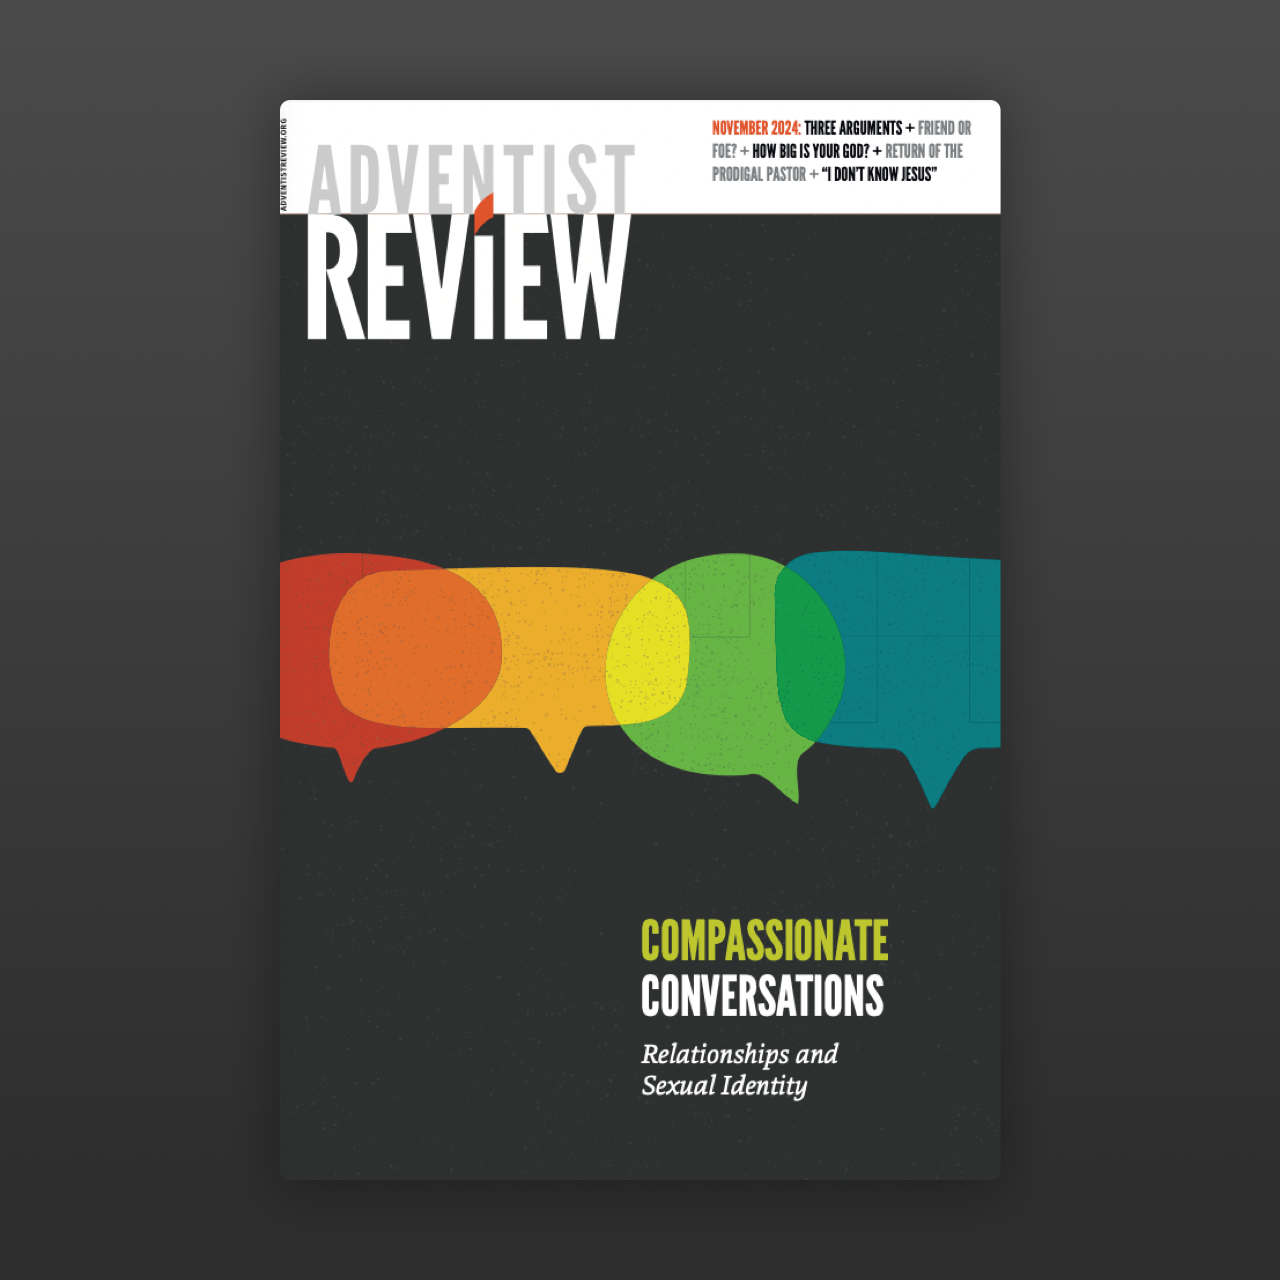 ADVENTISTREVIEW.ORG
NOVEMBER 2024: THREE ARGUMENTS + FRIEND OR
FOE? + HOW BIG IS YOUR GOD? + RETURN OF THE
PRODIGAL PASTOR + “I DON’T KNOW JESUS”
ADVENTIST
REViEW
COMPASSIONATE
CONVERSATIONS
Relationships and
Sexual Identity